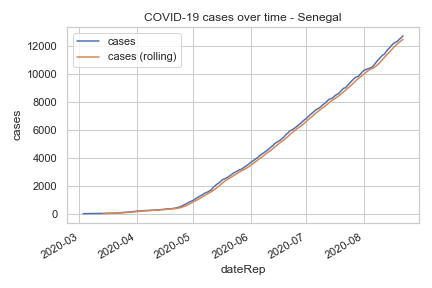 COVID-19 cases over time - Senegal
cases
cases (rolling)
12000
10000
8000
6000
4000
2000
0
cases
2020-03
2020-04
2020-05
2020-06
2020-07
2020-08
dateRep